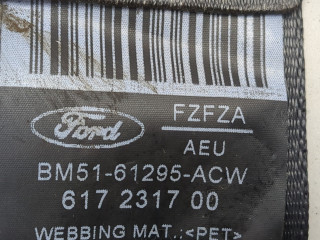 Ford
FZFZA
AEU
BM51-61295-ACW
617 2317 00
WEBBING MAT.:<PET>